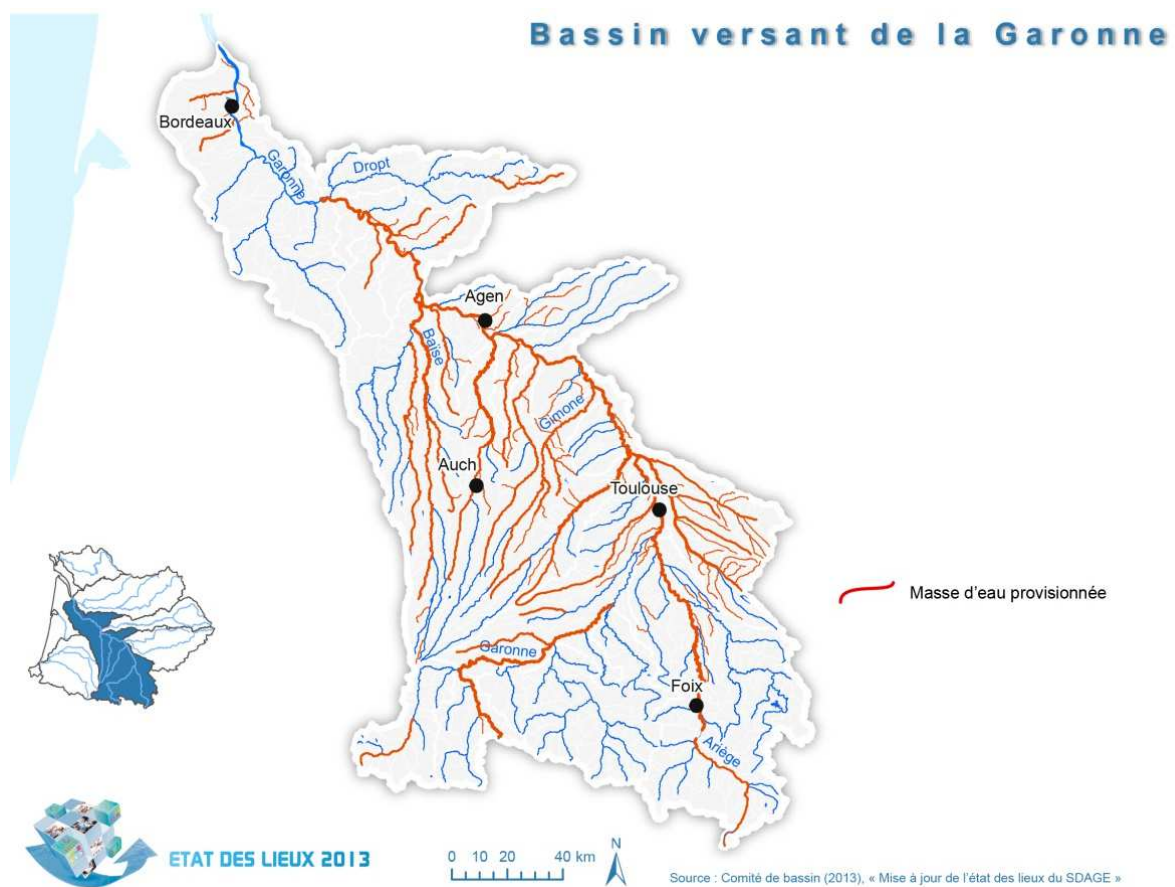 Bassin versant de la Garonne
Bordeaux
Garonne
Dropt
Agen
Baïse
Gimone
Auch
Toulouse
Masse d'eau provisionnée
Garonne
Foix
Ariège
ETAT DES LIEUX 2013
0 10 20 40 km
N
Source : Comité de bassin (2013), « Mise à jour de l'état des lieux du SDAGE »